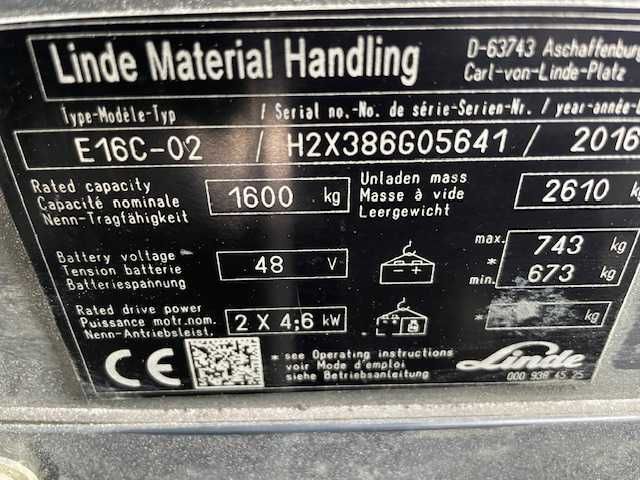 Linde Material Handling
D-63743 Aschaffenburg
Carl-von-Linde-Platz
Type-Modèle-Typ / Serial no.-No. de série-Serien-Nr. / year-année-
E16C-02 / H2X386G05641 / 2016
Rated capacity
Capacité nominale
Nenn-Tragfähigkeit
1600 kg
Unladen mass
Masse à vide
Leergewicht
2610 k
Battery voltage
Tension batterie
Batteriespannung
48 V
max. 743 kg
*
min. 673 kg
Rated drive power
Puissance motr.nom.
Nenn-Antriebsleist.
2 X 4,6 kW
* kg
CE
* see Operating instructions
voir Mode d'emploi
siehe Betriebsanleitung
Linde
000 938 45 25